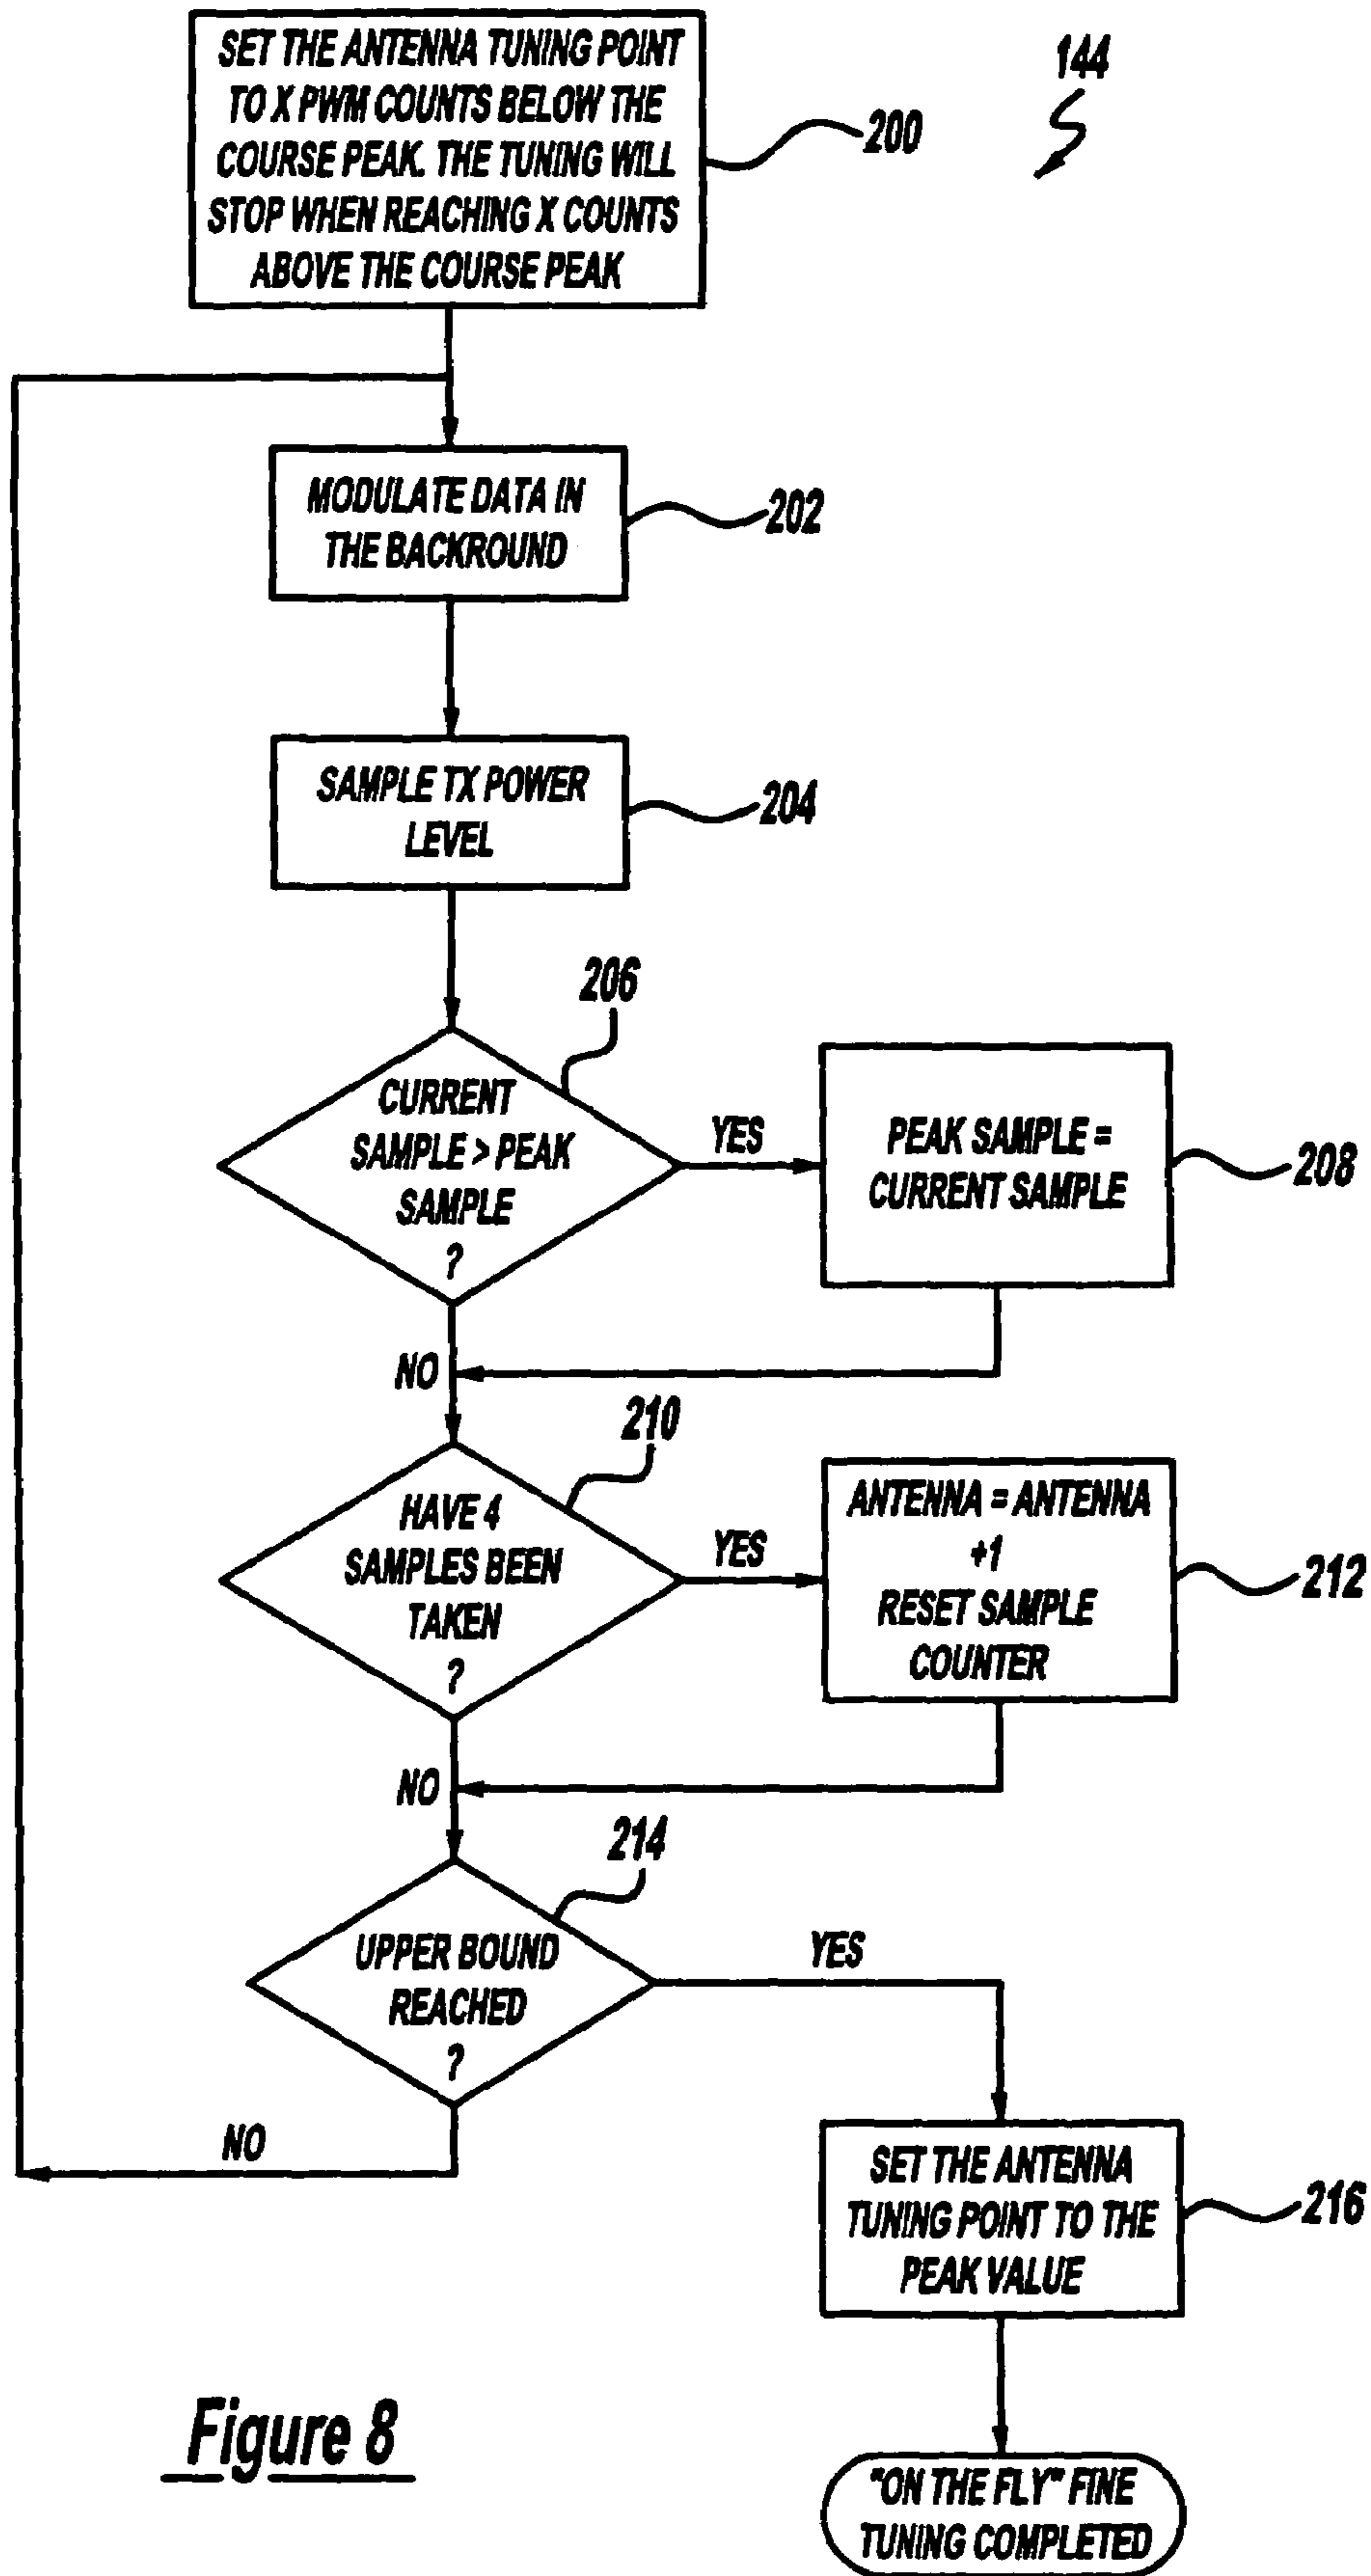 SET THE ANTENNA TUNING POINT
TO X PWM COUNTS BELOW THE
COURSE PEAK. THE TUNING WILL
STOP WHEN REACHING X COUNTS
ABOVE THE COURSE PEAK
200
144
MODULATE DATA IN
THE BACKROUND
202
SAMPLE TX POWER
LEVEL
204
206
CURRENT
SAMPLE > PEAK
SAMPLE
?
YES
PEAK SAMPLE =
CURRENT SAMPLE
208
NO
210
HAVE 4
SAMPLES BEEN
TAKEN
?
YES
ANTENNA = ANTENNA
+1
RESET SAMPLE
COUNTER
212
NO
214
UPPER BOUND
REACHED
?
YES
NO
SET THE ANTENNA
TUNING POINT TO THE
PEAK VALUE
216
"ON THE FLY" FINE
TUNING COMPLETED
Figure 8